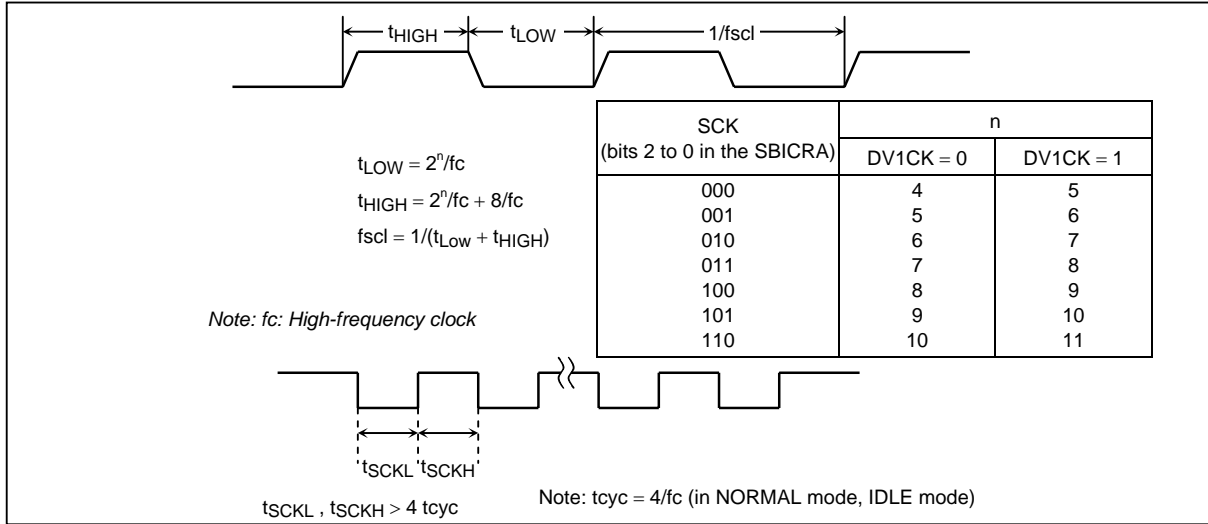 tHIGH tLOW 1/fscl
tLOW = 2^n/fc
tHIGH = 2^n/fc + 8/fc
fscl = 1/(tLow + tHIGH)
Note: fc: High-frequency clock
SCK
(bits 2 to 0 in the SBICRA)
n
DV1CK = 0 DV1CK = 1
000 4 5
001 5 6
010 6 7
011 7 8
100 8 9
101 9 10
110 10 11
tSCKL tSCKH
tSCKL , tSCKH > 4 tcyc
Note: tcyc = 4/fc (in NORMAL mode, IDLE mode)